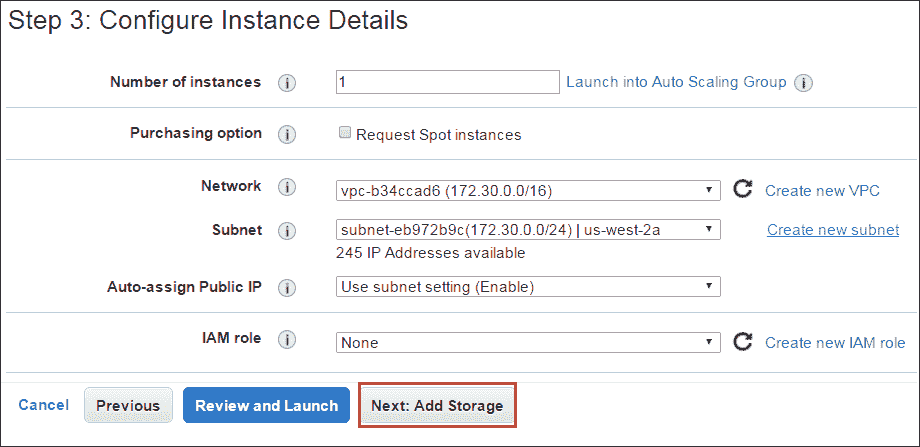 Step 3: Configure Instance Details
Number of instances 1 Launch into Auto Scaling Group
Purchasing option Request Spot instances
Network vpc-b34ccad6 (172.30.0.0/16) Create new VPC
Subnet subnet-eb972b9c(172.30.0.0/24) | us-west-2a Create new subnet
245 IP Addresses available
Auto-assign Public IP Use subnet setting (Enable)
IAM role None Create new IAM role
Cancel Previous Review and Launch Next: Add Storage